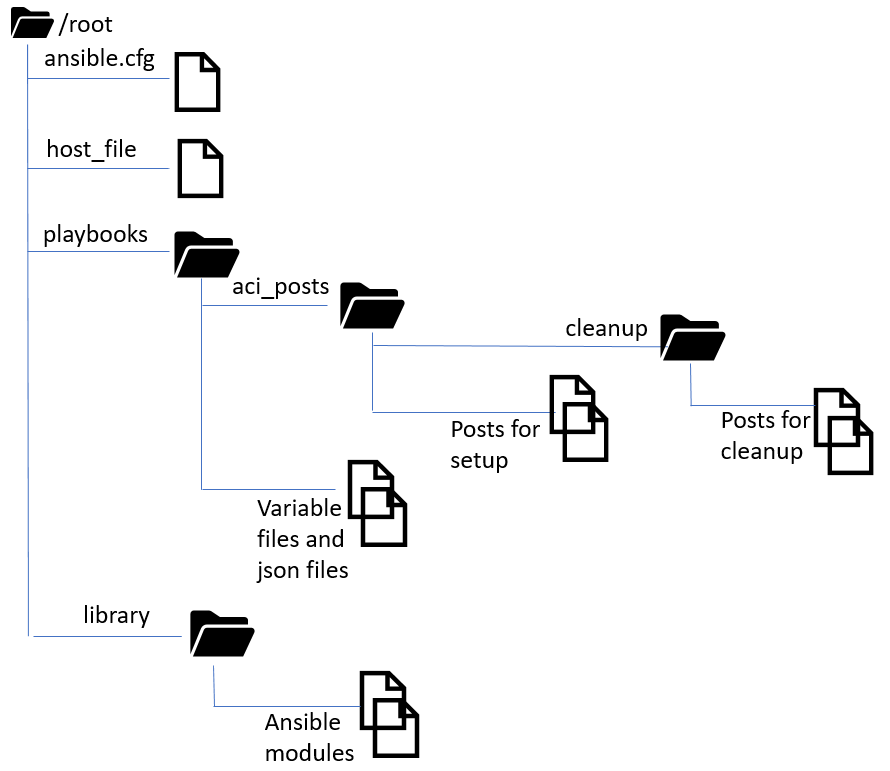 /root
ansible.cfg
host_file
playbooks
aci_posts
cleanup
Posts for
setup
Posts for
cleanup
Variable
files and
json files
library
Ansible
modules